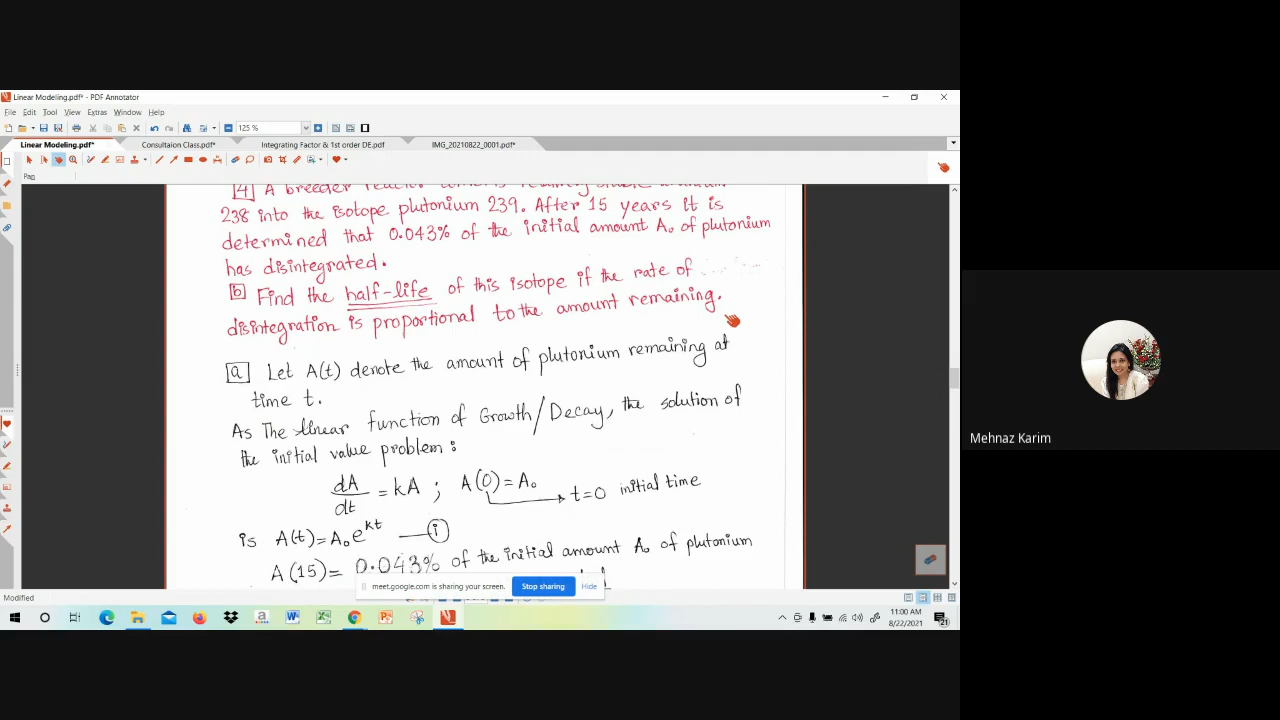 Linear Modeling.pdf* - PDF Annotator
File Edit Tool View Extras Window Help
125 %
Linear Modeling.pdf* Consultaion Class.pdf* Integrating Factor & 1st order DE.pdf IMG_20210822_0001.pdf*
Pan
4 A breeder
238 into the isotope plutonium 239. After 15 years it is
determined that 0.043% of the initial amount A₀ of plutonium
has disintegrated.
b Find the half-life of this isotope if the rate of
disintegration is proportional to the amount remaining.
a Let A(t) denote the amount of plutonium remaining at
time t.
As The linear function of Growth/Decay, the solution of
the initial value problem:
dA/dt = kA ; A(0) = A₀ → t=0 initial time
is A(t)=A₀e^kt — i
A(15)= 0.043% of the initial amount A₀ of plutonium
meet.google.com is sharing your screen. Stop sharing Hide
Modified
11:00 AM
8/22/2021
21
Mehnaz Karim